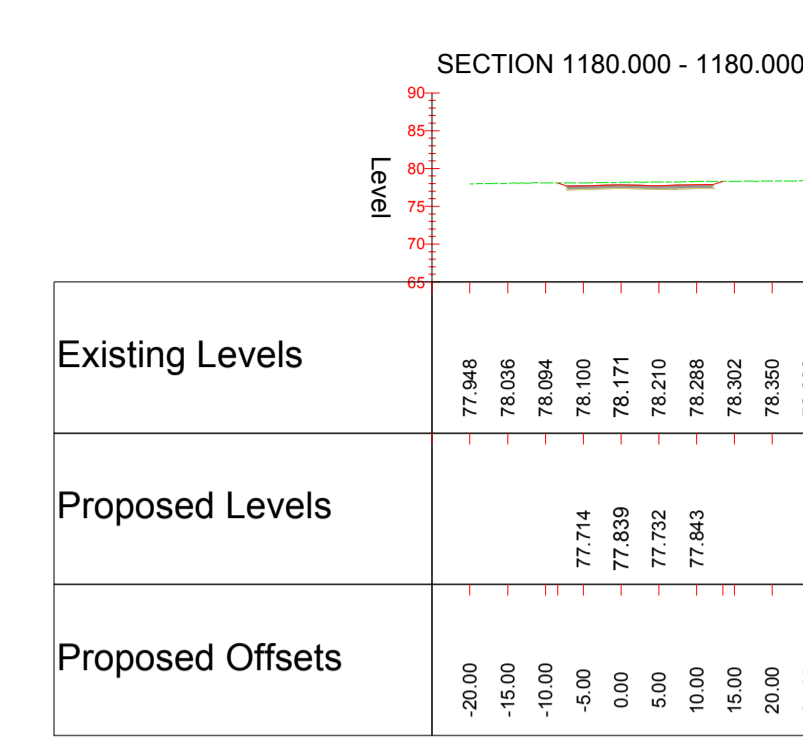 SECTION 1180.000 - 1180.000
90
85
80
75
70
65
Level
Existing Levels
77.948 78.036 78.094 78.100 78.171 78.210 78.288 78.302 78.350
Proposed Levels
77.714 77.839 77.732 77.843
Proposed Offsets
-20.00 -15.00 -10.00 -5.00 0.00 5.00 10.00 15.00 20.00